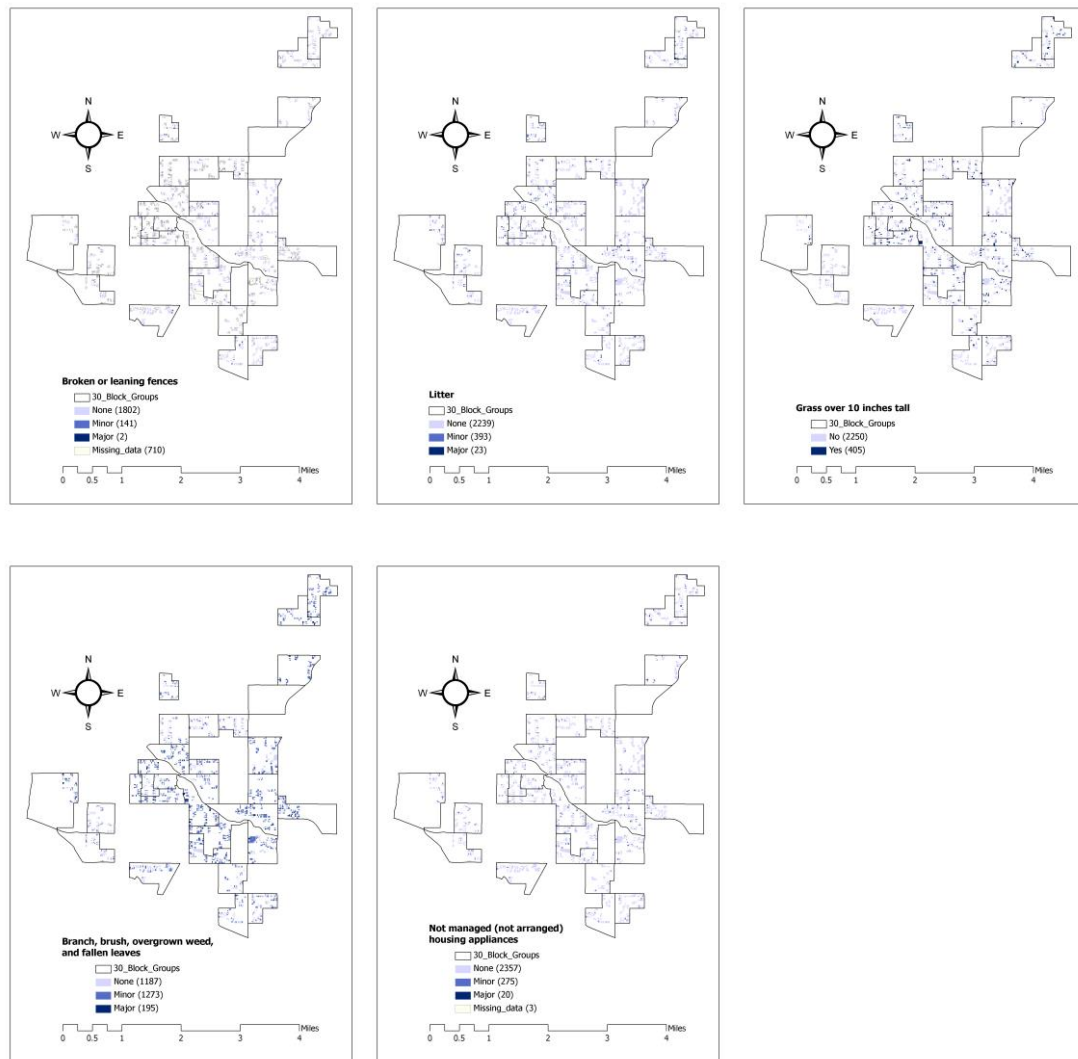 N
W E
S
Broken or leaning fences
30_Block_Groups
None (1802)
Minor (141)
Major (2)
Missing_data (710)
Miles
0 0.5 1 2 3 4
N
W E
S
Litter
30_Block_Groups
None (2239)
Minor (393)
Major (23)
Miles
0 0.5 1 2 3 4
N
W E
S
Grass over 10 inches tall
30_Block_Groups
No (2250)
Yes (405)
Miles
0 0.5 1 2 3 4
N
W E
S
Branch, brush, overgrown weed,
and fallen leaves
30_Block_Groups
None (1187)
Minor (1273)
Major (195)
Miles
0 0.5 1 2 3 4
N
W E
S
Not managed (not arranged)
housing appliances
30_Block_Groups
None (2357)
Minor (275)
Major (20)
Missing_data (3)
Miles
0 0.5 1 2 3 4